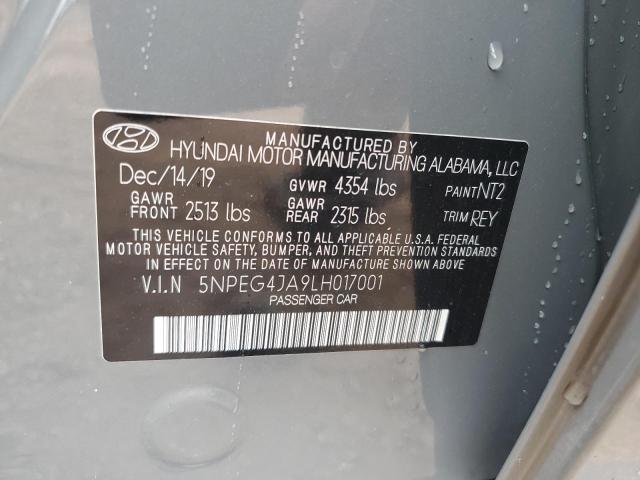 MANUFACTURED BY
HYUNDAI MOTOR MANUFACTURING ALABAMA, LLC
Dec/14/19 GVWR 4354 lbs PAINT NT2
GAWR FRONT 2513 lbs GAWR REAR 2315 lbs TRIM REY
THIS VEHICLE CONFORMS TO ALL APPLICABLE U.S.A. FEDERAL
MOTOR VEHICLE SAFETY, BUMPER, AND THEFT PREVENTION STANDARDS
IN EFFECT ON THE DATE OF MANUFACTURE SHOWN ABOVE
V.I.N 5NPEG4JA9LH017001
PASSENGER CAR